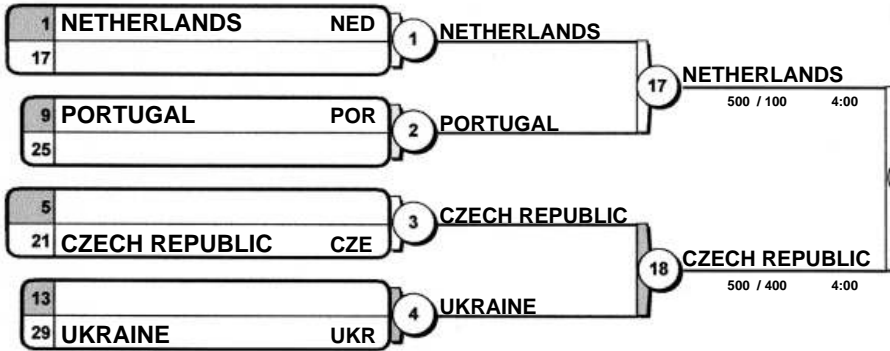 1 NETHERLANDS NED
17
1 NETHERLANDS
9 PORTUGAL POR
25
2 PORTUGAL
17 NETHERLANDS
500 / 100 4:00
5
21 CZECH REPUBLIC CZE
3 CZECH REPUBLIC
13
29 UKRAINE UKR
4 UKRAINE
18 CZECH REPUBLIC
500 / 400 4:00